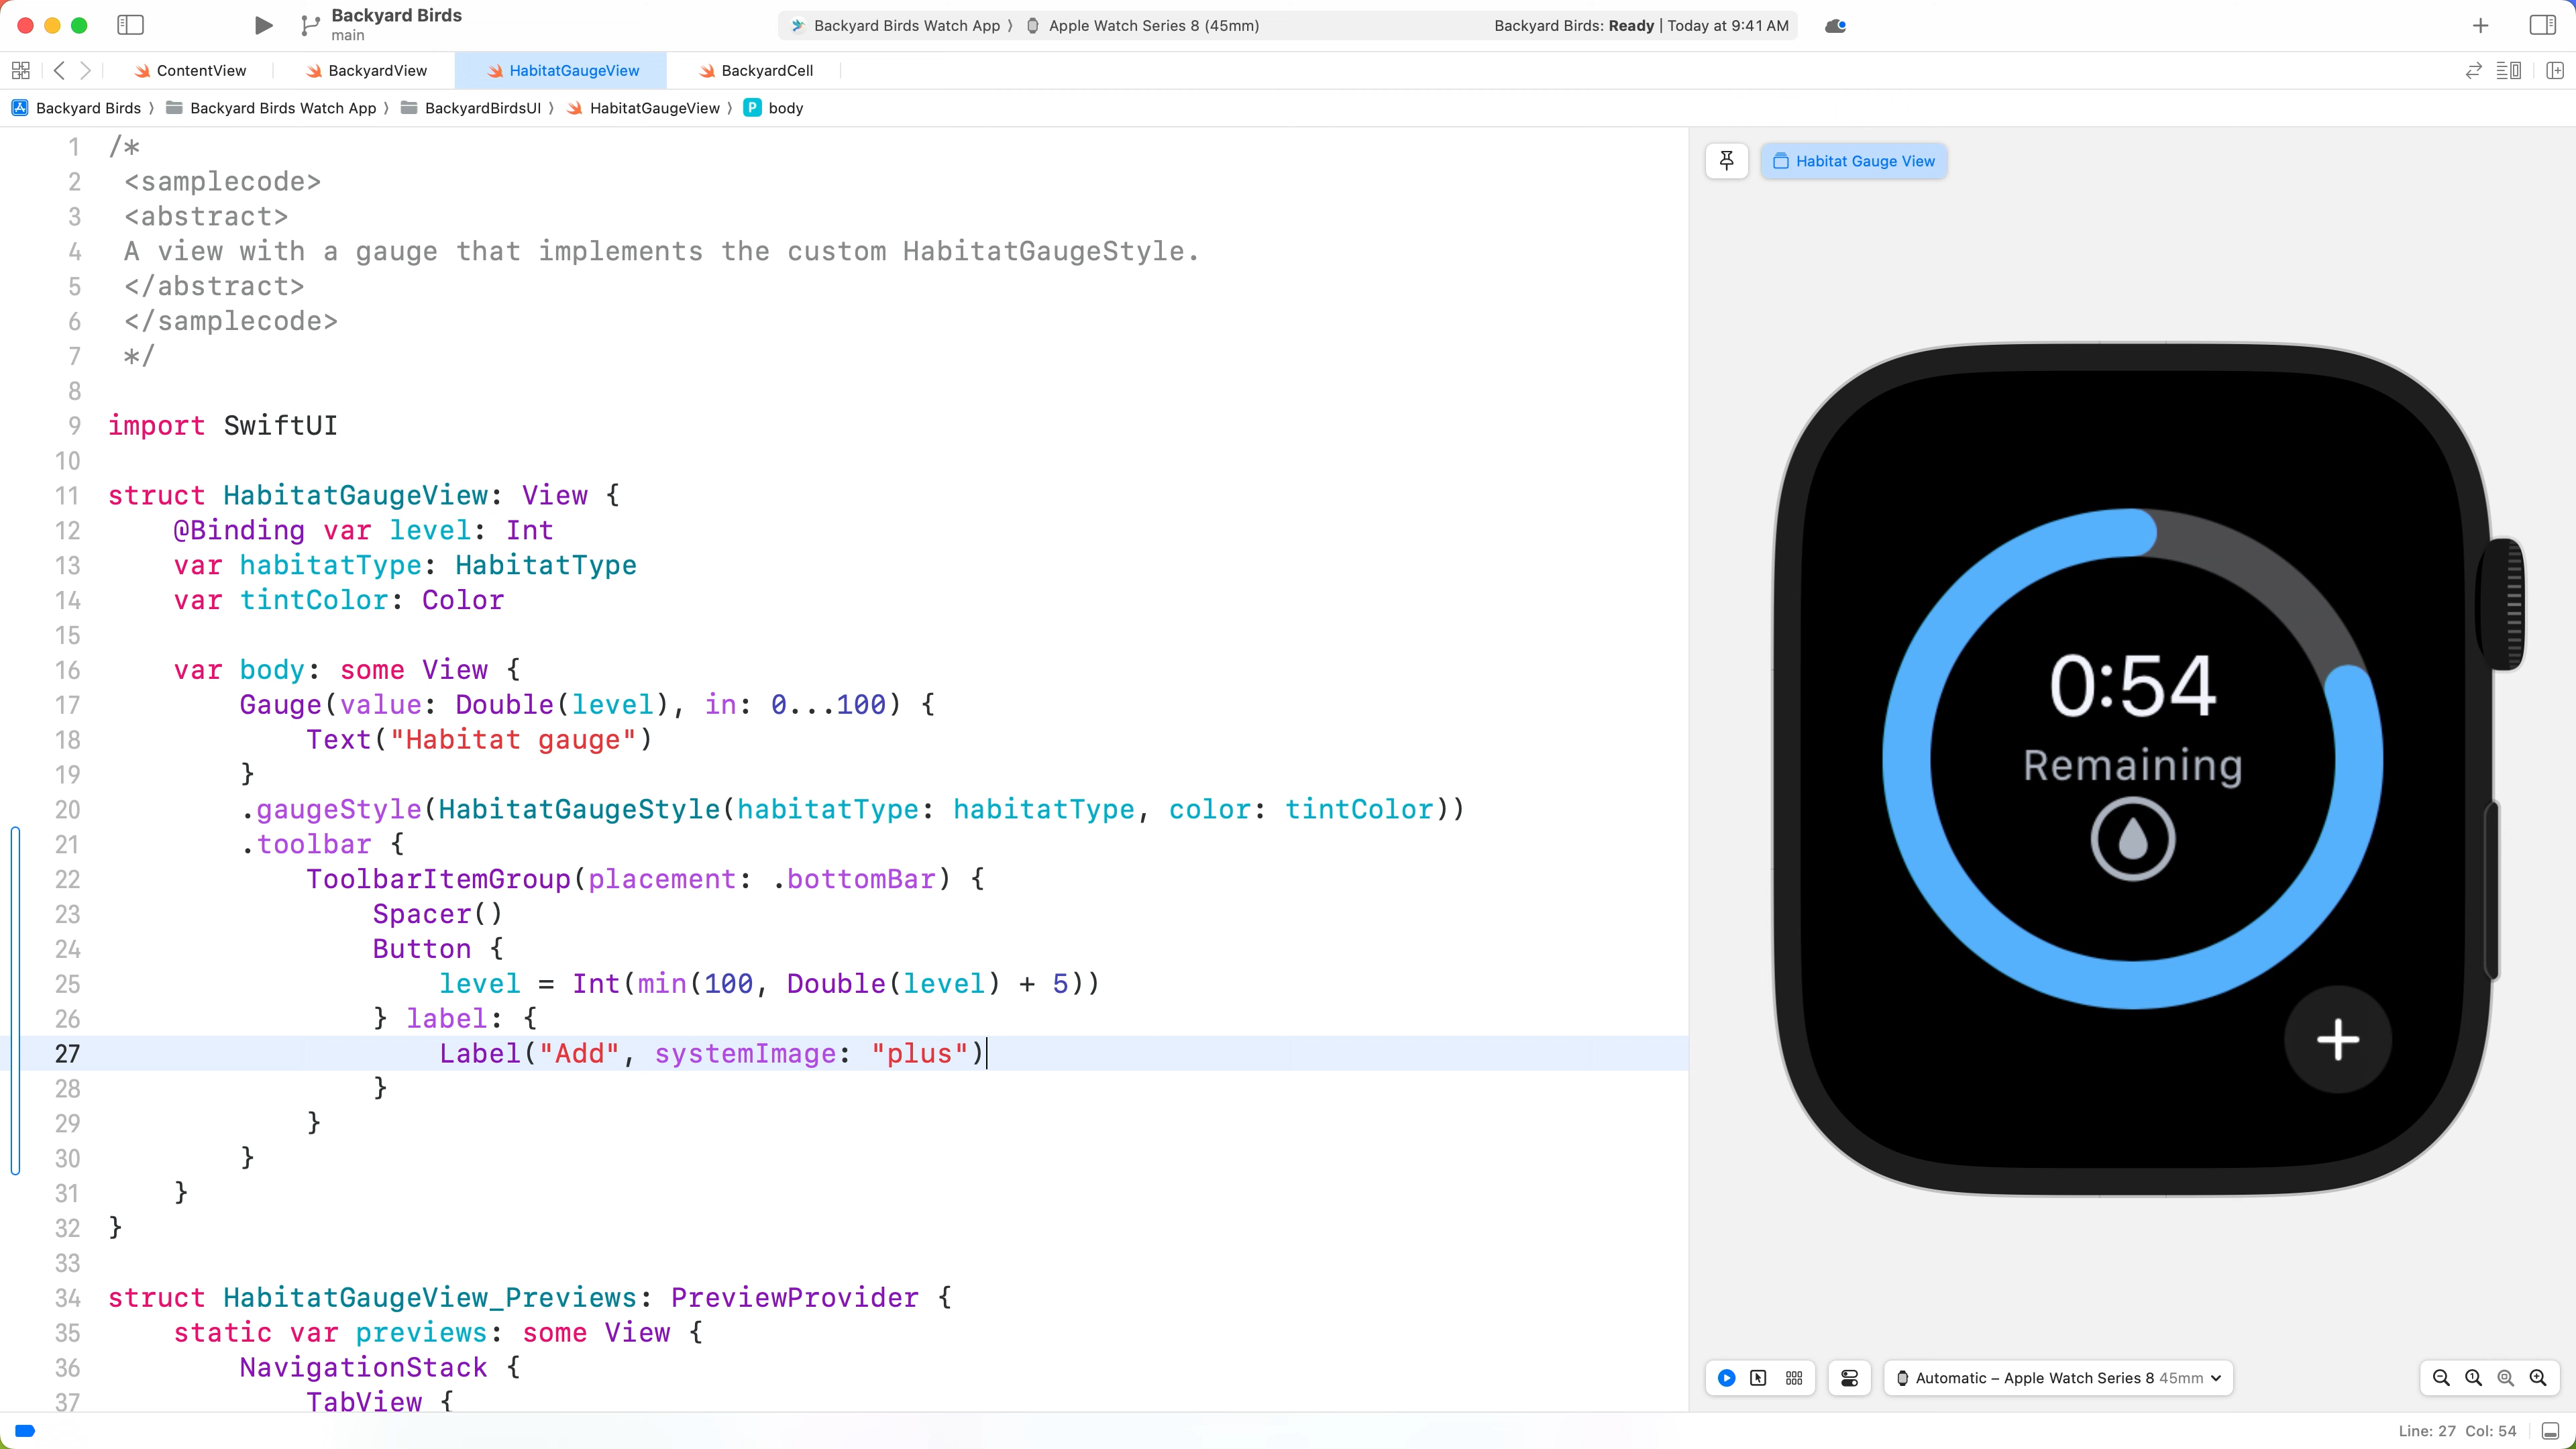 Backyard Birds
main
Backyard Birds Watch App ⟩ Apple Watch Series 8 (45mm)
Backyard Birds: Ready | Today at 9:41 AM
ContentView
BackyardView
HabitatGaugeView
BackyardCell
Backyard Birds ⟩ Backyard Birds Watch App ⟩ BackyardBirdsUI ⟩ HabitatGaugeView ⟩ P body
1 /*
2 <samplecode>
3 <abstract>
4 A view with a gauge that implements the custom HabitatGaugeStyle.
5 </abstract>
6 </samplecode>
7 */
8
9 import SwiftUI
10
11 struct HabitatGaugeView: View {
12 @Binding var level: Int
13 var habitatType: HabitatType
14 var tintColor: Color
15
16 var body: some View {
17 Gauge(value: Double(level), in: 0...100) {
18 Text("Habitat gauge")
19 }
20 .gaugeStyle(HabitatGaugeStyle(habitatType: habitatType, color: tintColor))
21 .toolbar {
22 ToolbarItemGroup(placement: .bottomBar) {
23 Spacer()
24 Button {
25 level = Int(min(100, Double(level) + 5))
26 } label: {
27 Label("Add", systemImage: "plus")
28 }
29 }
30 }
31 }
32 }
33
34 struct HabitatGaugeView_Previews: PreviewProvider {
35 static var previews: some View {
36 NavigationStack {
37 TabView {
Habitat Gauge View
0:54
Remaining
Automatic – Apple Watch Series 8 45mm
Line: 27 Col: 54